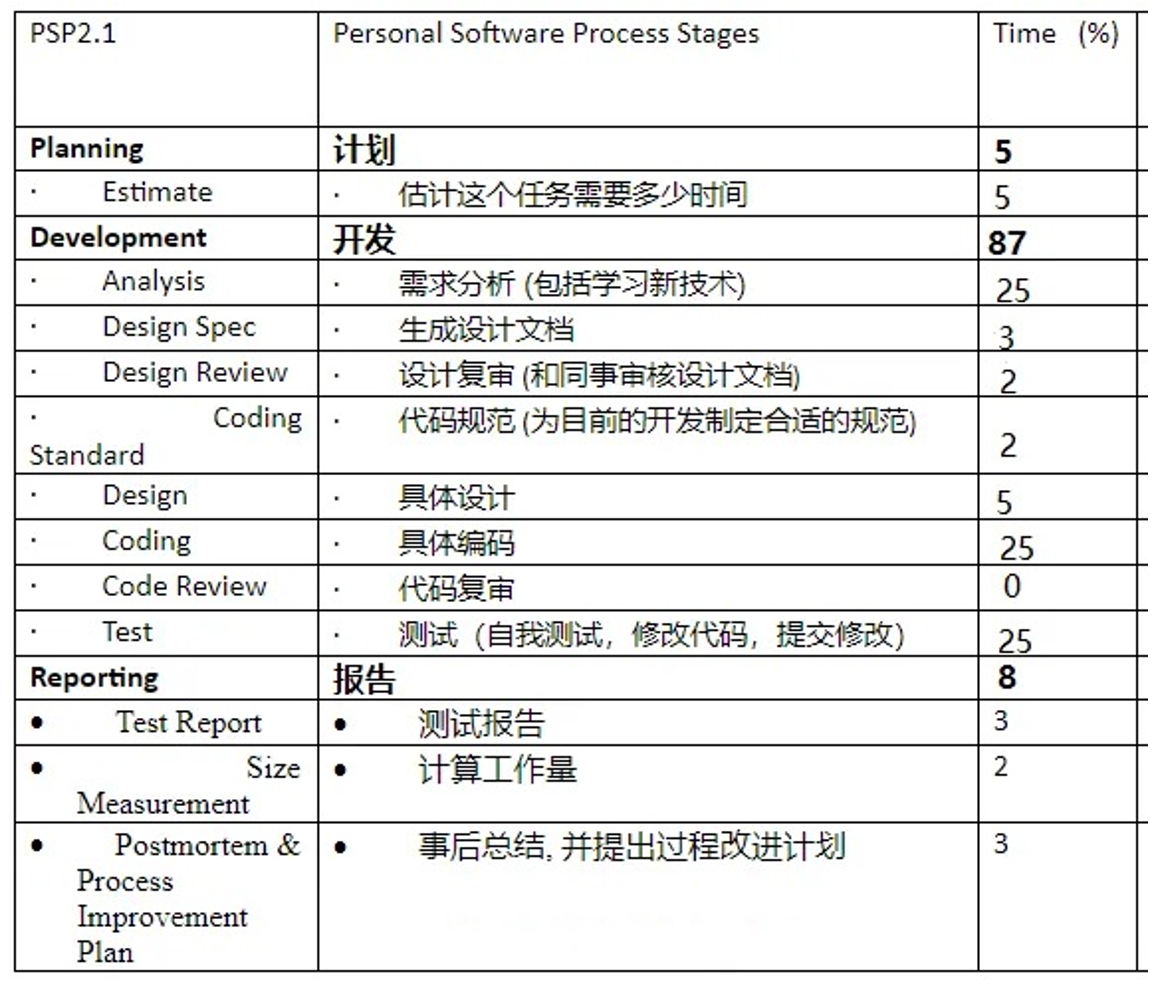 PSP2.1 Personal Software Process Stages Time (%)
Planning 计划 5
· Estimate · 估计这个任务需要多少时间 5
Development 开发 87
· Analysis · 需求分析 (包括学习新技术) 25
· Design Spec · 生成设计文档 3
· Design Review · 设计复审 (和同事审核设计文档) 2
· Coding · 代码规范 (为目前的开发制定合适的规范) 2
Standard
· Design · 具体设计 5
· Coding · 具体编码 25
· Code Review · 代码复审 0
· Test · 测试（自我测试，修改代码，提交修改） 25
Reporting 报告 8
● Test Report ● 测试报告 3
● Size ● 计算工作量 2
Measurement
● Postmortem & ● 事后总结, 并提出过程改进计划 3
Process
Improvement
Plan